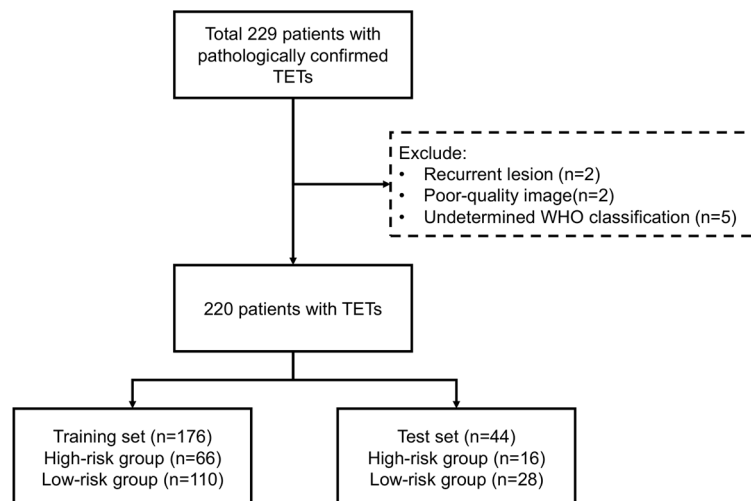 Total 229 patients with
pathologically confirmed
TETs
Exclude:
• Recurrent lesion (n=2)
• Poor-quality image(n=2)
• Undetermined WHO classification (n=5)
220 patients with TETs
Training set (n=176)
High-risk group (n=66)
Low-risk group (n=110)
Test set (n=44)
High-risk group (n=16)
Low-risk group (n=28)